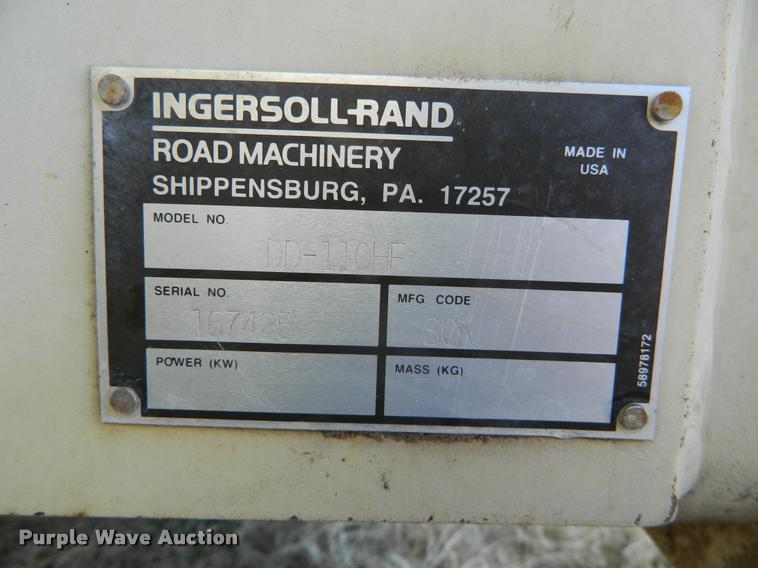 INGERSOLL-RAND
ROAD MACHINERY
SHIPPENSBURG, PA. 17257
MADE IN
USA
MODEL NO.
DD-110HF
SERIAL NO.
167425
MFG CODE
SCK
POWER (KW)
MASS (KG)
58978172
Purple Wave Auction